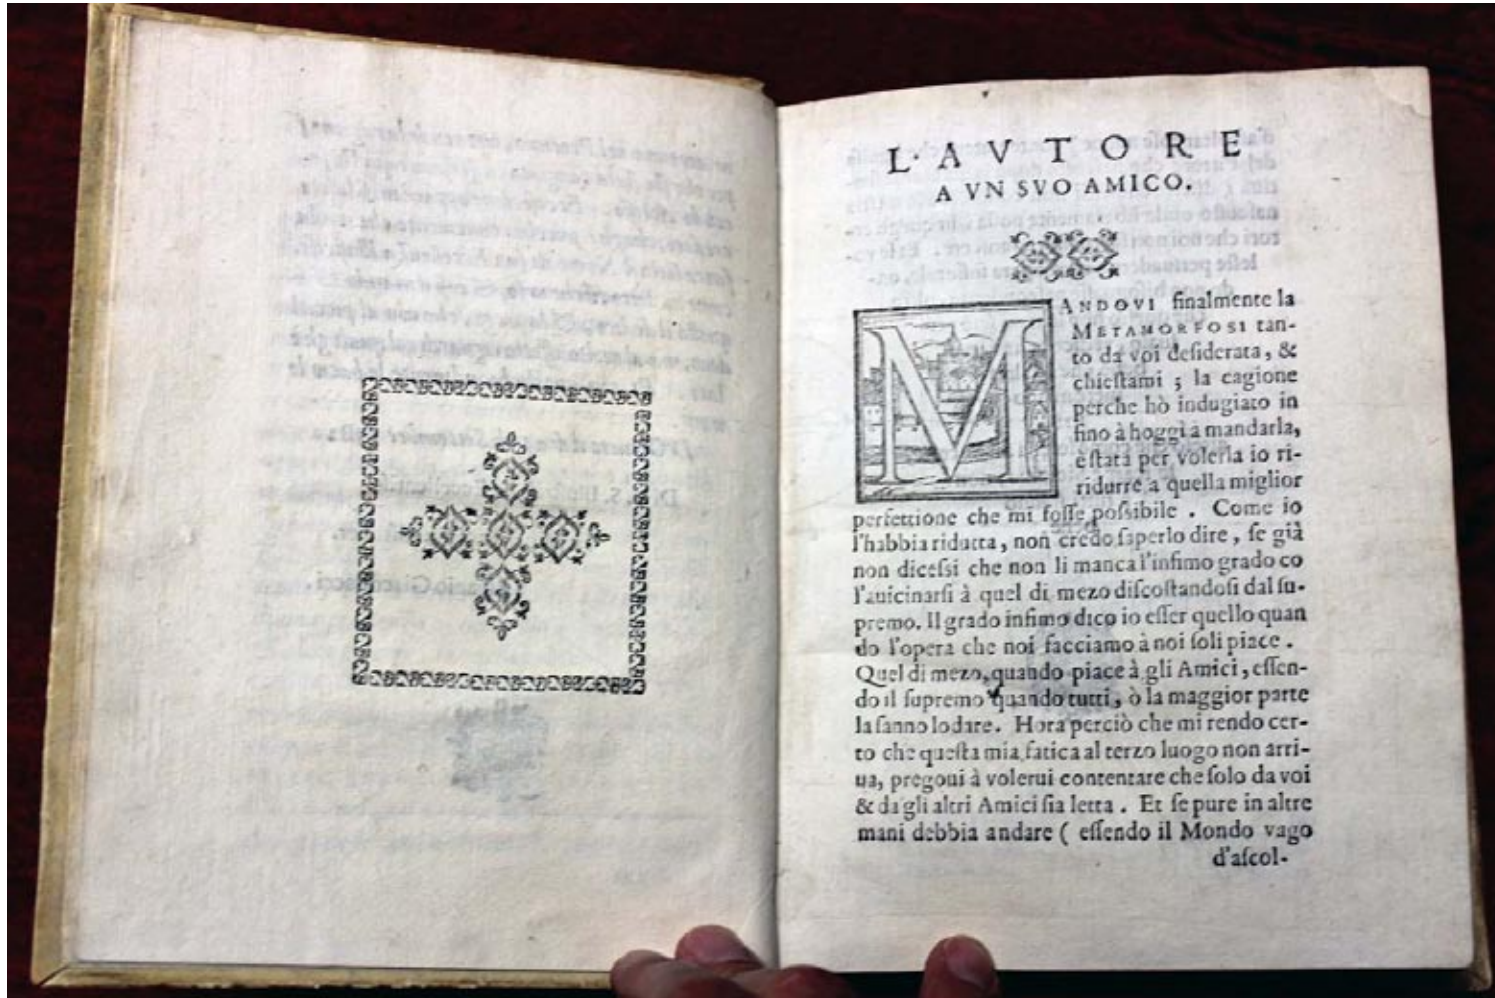 L'AVTORE
A VN SVO AMICO.
MANDOVI finalmente la
METAMORFOSI tan-
to da voi desiderata, &
chiestami ; la cagione
perche hò indugiato in
fino à hoggi a mandarla,
è stata per volerla io ri-
ridurre a quella miglior
perfettione che mi fosse possibile . Come io
l'habbia ridutta, non credo saperlo dire, se già
non dicessi che non li manca l'infimo grado co
l'auicinarsi à quel di mezo discostandosi dal su-
premo. Il grado infimo dico io esser quello quan
do l'opera che noi facciamo à noi soli piace .
Quel di mezo, quando piace à gli Amici, essen-
do il supremo quando tutti, ò la maggior parte
la sanno lodare. Hora perciò che mi rendo cer-
to che questa mia fatica al terzo luogo non arri-
ua, pregoui à volerui contentare che solo da voi
& da gli altri Amici sia letta . Et se pure in altre
mani debbia andare ( essendo il Mondo vago
d'ascol-